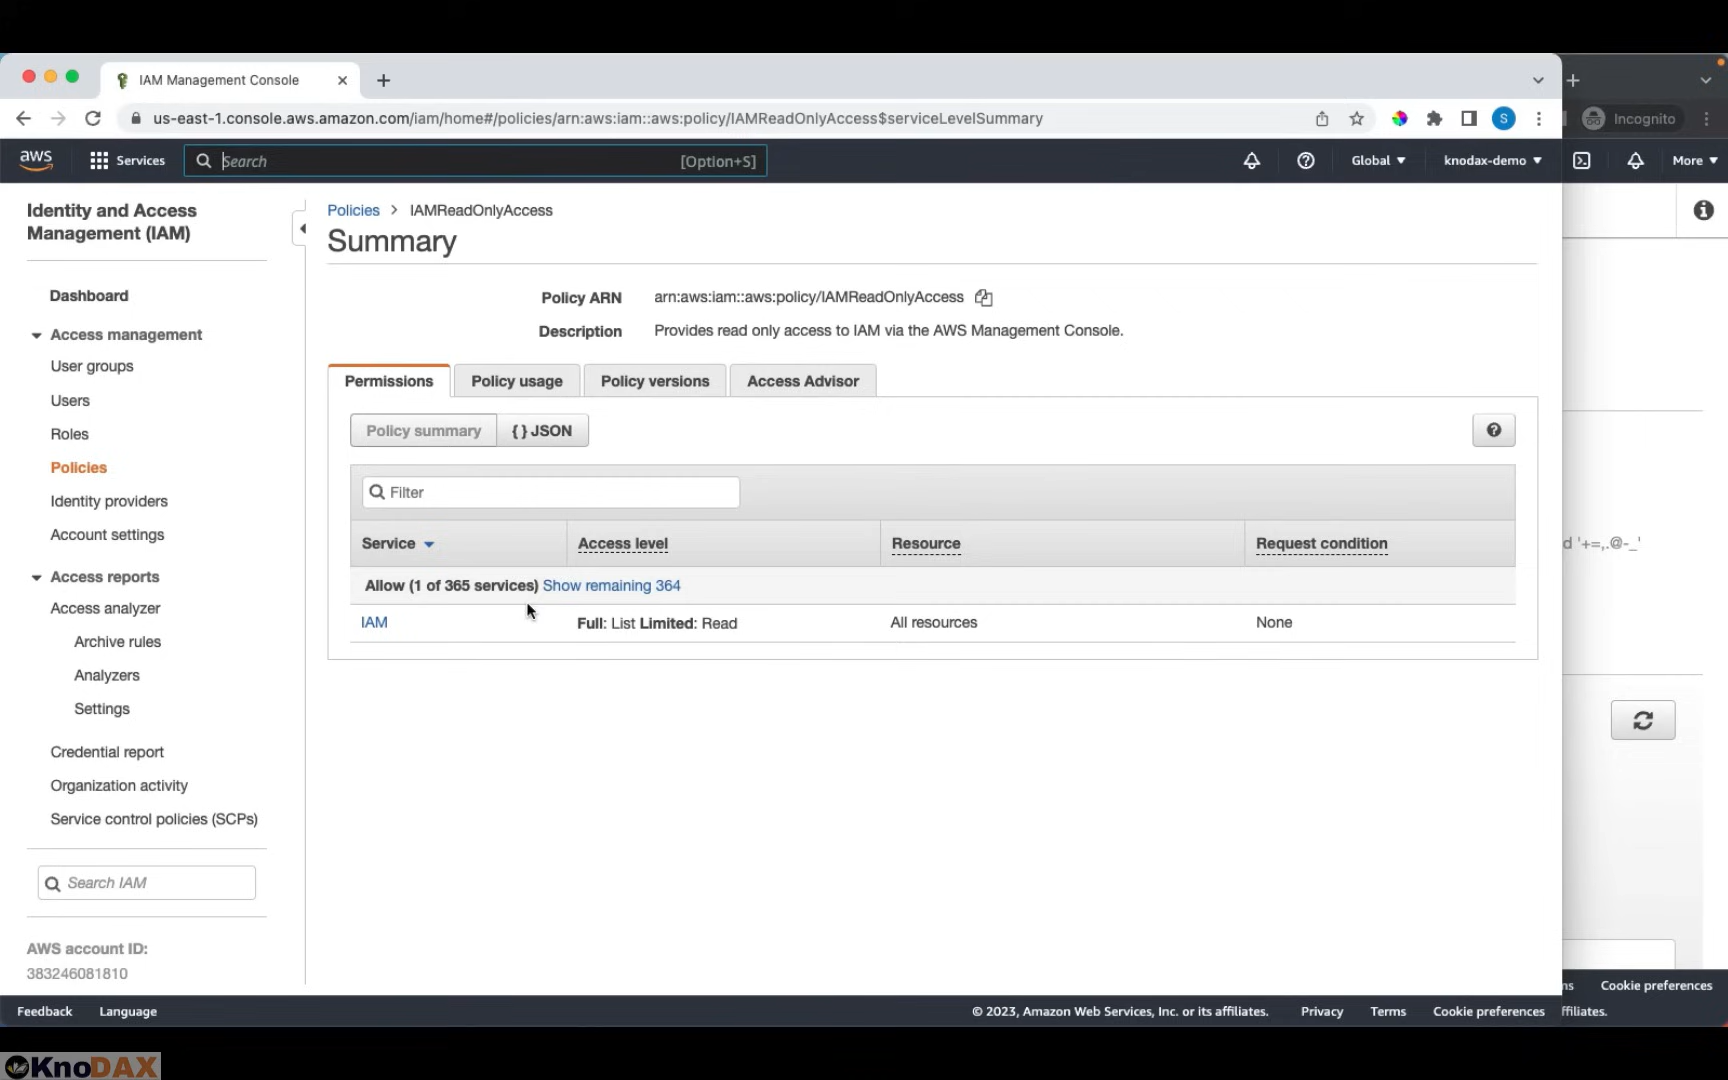 IAM Management Console
us-east-1.console.aws.amazon.com/iam/home#/policies/arn:aws:iam::aws:policy/IAMReadOnlyAccess$serviceLevelSummary
S
Incognito
aws
Services
Search
[Option+S]
Global
knodax-demo
More
Identity and Access
Management (IAM)
Dashboard
Access management
User groups
Users
Roles
Policies
Identity providers
Account settings
Access reports
Access analyzer
Archive rules
Analyzers
Settings
Credential report
Organization activity
Service control policies (SCPs)
Search IAM
AWS account ID:
383246081810
Policies > IAMReadOnlyAccess
Summary
Policy ARN arn:aws:iam::aws:policy/IAMReadOnlyAccess
Description Provides read only access to IAM via the AWS Management Console.
Permissions Policy usage Policy versions Access Advisor
Policy summary { } JSON
Filter
Service Access level Resource Request condition
Allow (1 of 365 services) Show remaining 364
IAM Full: List Limited: Read All resources None
d '+=,.@-_'
ns Cookie preferences
ffiliates.
Feedback Language
© 2023, Amazon Web Services, Inc. or its affiliates. Privacy Terms Cookie preferences
KnoDAX